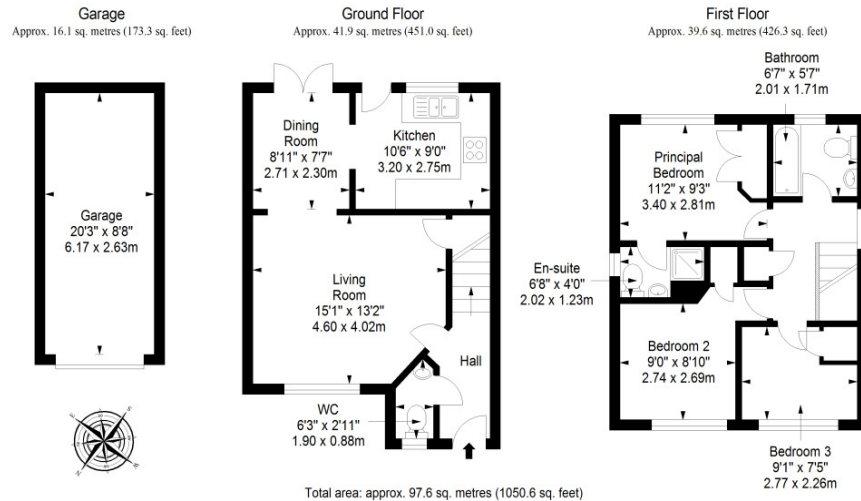 Garage
Approx. 16.1 sq. metres (173.3 sq. feet)
Garage
20'3" x 8'8"
6.17 x 2.63m
Ground Floor
Approx. 41.9 sq. metres (451.0 sq. feet)
Dining
Room
8'11" x 7'7"
2.71 x 2.30m
Kitchen
10'6" x 9'0"
3.20 x 2.75m
Living
Room
15'1" x 13'2"
4.60 x 4.02m
Hall
WC
6'3" x 2'11"
1.90 x 0.88m
First Floor
Approx. 39.6 sq. metres (426.3 sq. feet)
Bathroom
6'7" x 5'7"
2.01 x 1.71m
Principal
Bedroom
11'2" x 9'3"
3.40 x 2.81m
En-suite
6'8" x 4'0"
2.02 x 1.23m
Bedroom 2
9'0" x 8'10"
2.74 x 2.69m
Bedroom 3
9'1" x 7'5"
2.77 x 2.26m
Total area: approx. 97.6 sq. metres (1050.6 sq. feet)